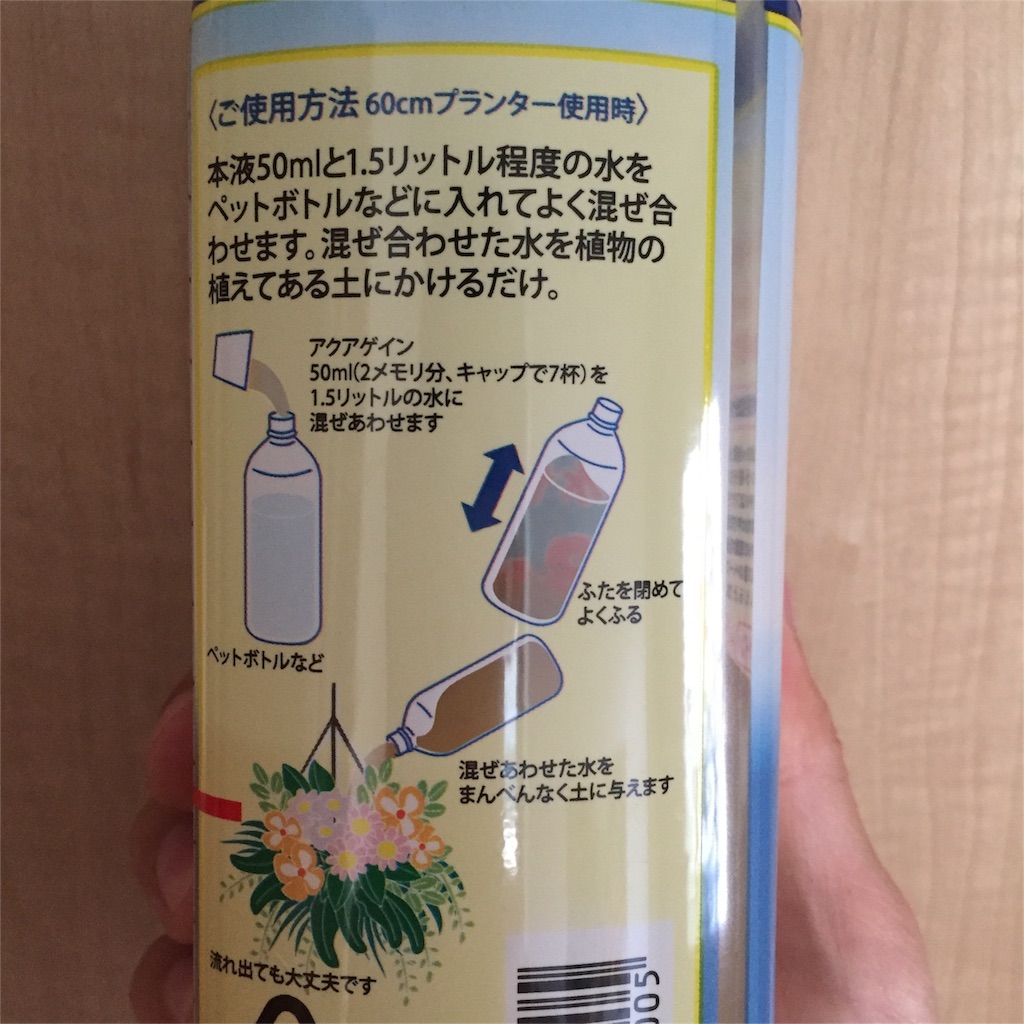 〈ご使用方法 60cmプランター使用時〉
本液50mlと1.5リットル程度の水を
ペットボトルなどに入れてよく混ぜ合
わせます。混ぜ合わせた水を植物の
植えてある土にかけるだけ。
アクアゲイン
50ml(2メモリ分、キャップで7杯)を
1.5リットルの水に
混ぜあわせます
ふたを閉めて
よくふる
ペットボトルなど
混ぜあわせた水を
まんべんなく土に与えます
流れ出ても大丈夫です
005